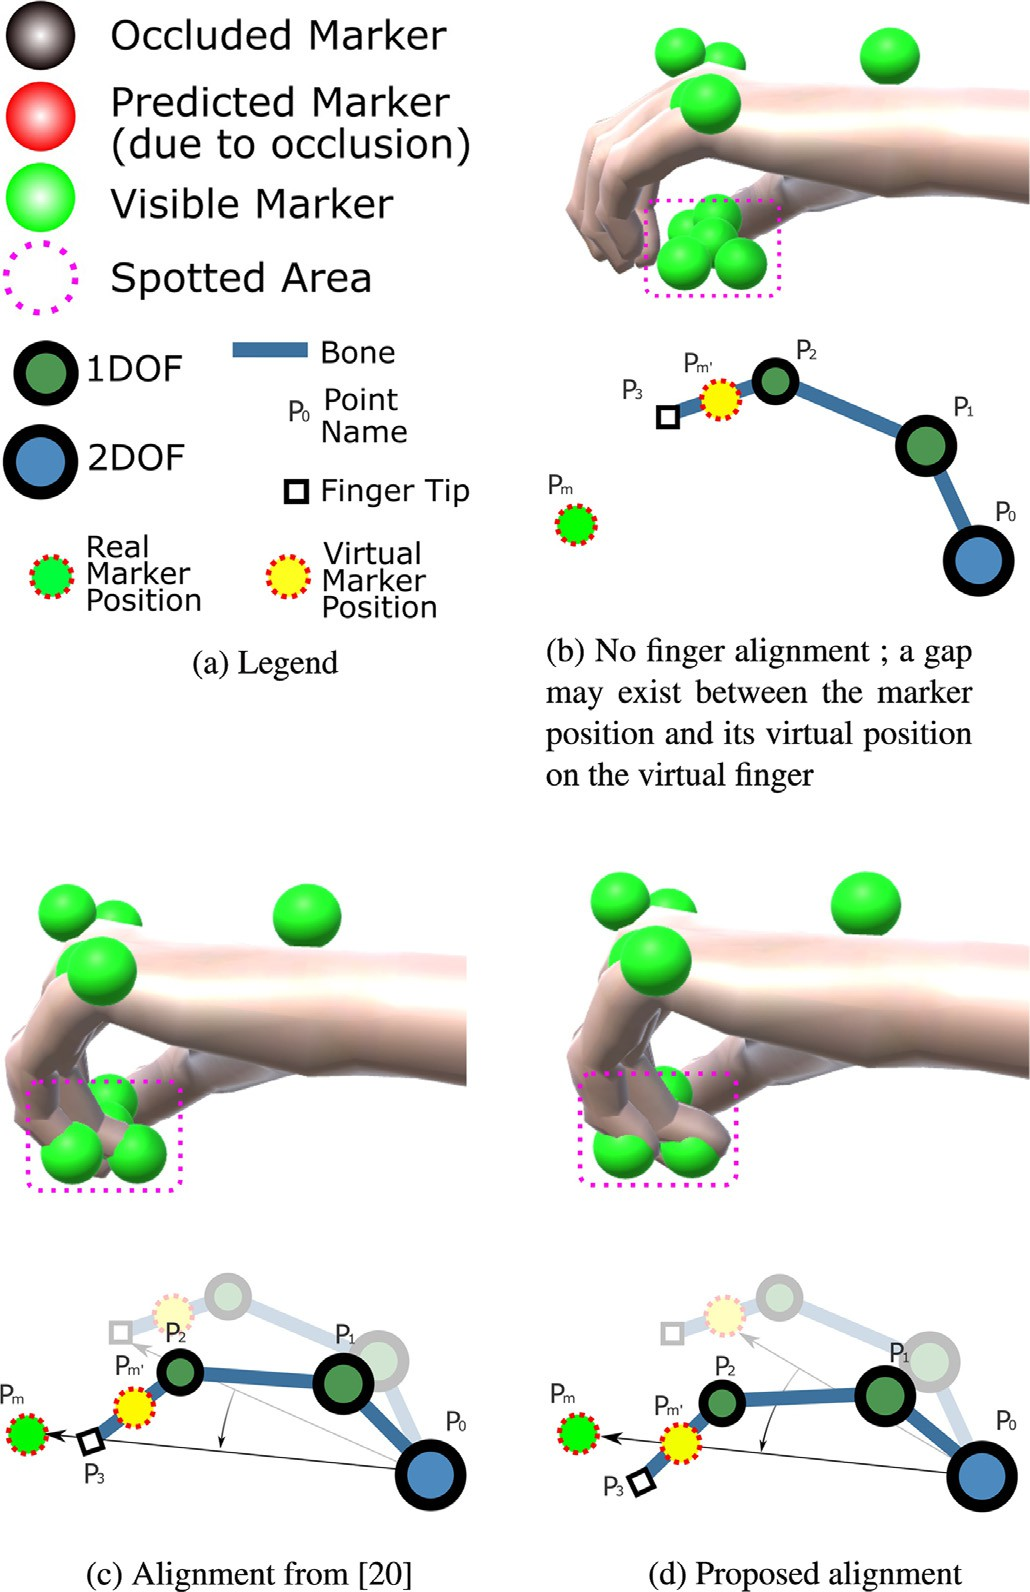 Occluded Marker
Predicted Marker
(due to occlusion)
Visible Marker
Spotted Area
1DOF
2DOF
Bone
P0 Point
Name
Finger Tip
Real
Marker
Position
Virtual
Marker
Position
(a) Legend
P3
Pm'
P2
P1
Pm
P0
(b) No finger alignment ; a gap
may exist between the marker
position and its virtual position
on the virtual finger
P2
P1
Pm'
Pm
P0
P3
(c) Alignment from [20]
P1
P2
Pm
Pm'
P0
P3
(d) Proposed alignment